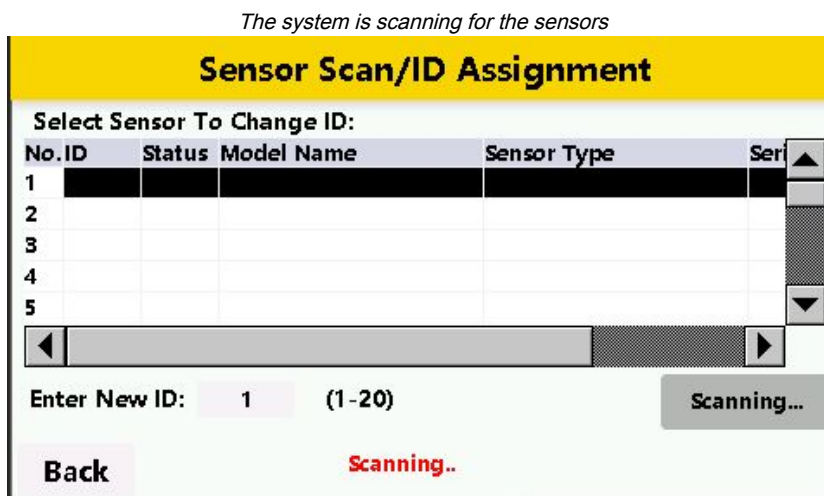 The system is scanning for the sensors
Sensor Scan/ID Assignment
Select Sensor To Change ID:
No. ID Status Model Name Sensor Type Seri
1
2
3
4
5
Enter New ID: 1 (1-20) Scanning...
Back Scanning..